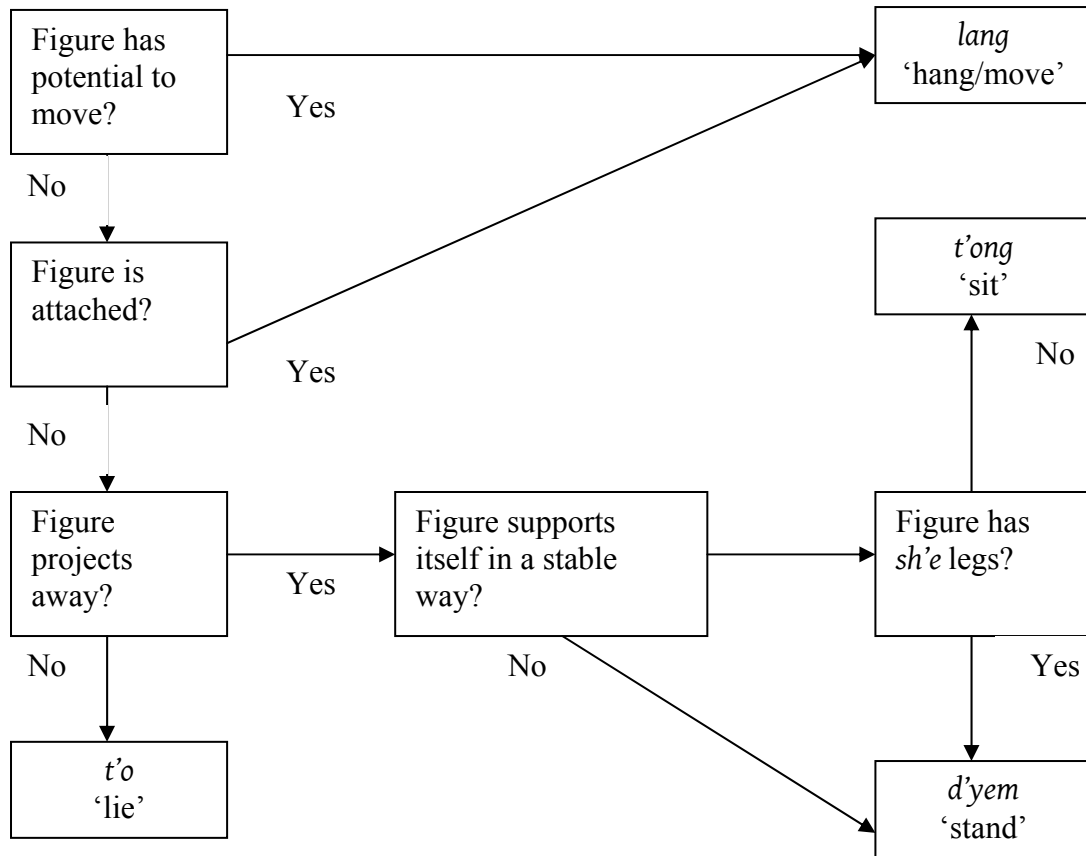 Figure has
potential to
move?
Yes
lang
‘hang/move’
No
Figure is
attached?
Yes
t’ong
‘sit’
No
No
Figure
projects
away?
Yes
Figure supports
itself in a stable
way?
Figure has
sh’e legs?
No
No
Yes
t’o
‘lie’
d’yem
‘stand’